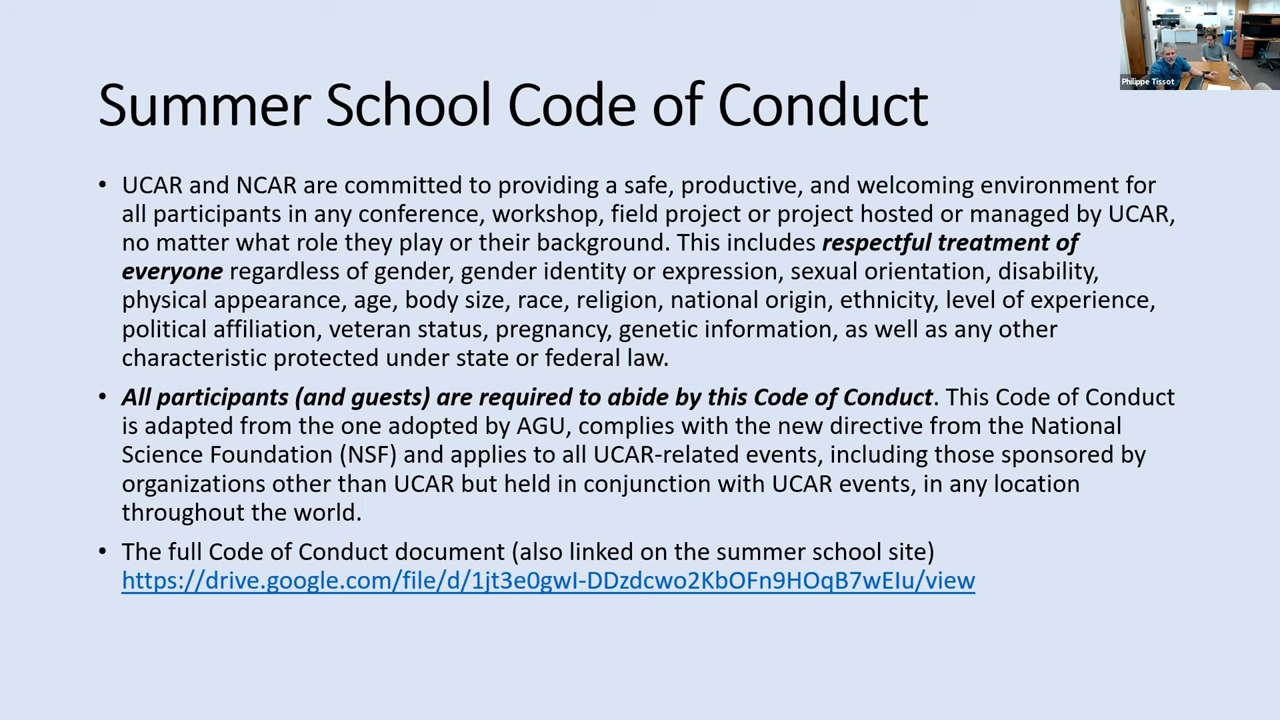 Philippe Tissot
Summer School Code of Conduct
• UCAR and NCAR are committed to providing a safe, productive, and welcoming environment for
all participants in any conference, workshop, field project or project hosted or managed by UCAR,
no matter what role they play or their background. This includes respectful treatment of
everyone regardless of gender, gender identity or expression, sexual orientation, disability,
physical appearance, age, body size, race, religion, national origin, ethnicity, level of experience,
political affiliation, veteran status, pregnancy, genetic information, as well as any other
characteristic protected under state or federal law.
• All participants (and guests) are required to abide by this Code of Conduct. This Code of Conduct
is adapted from the one adopted by AGU, complies with the new directive from the National
Science Foundation (NSF) and applies to all UCAR-related events, including those sponsored by
organizations other than UCAR but held in conjunction with UCAR events, in any location
throughout the world.
• The full Code of Conduct document (also linked on the summer school site)
https://drive.google.com/file/d/1jt3e0gwI-DDzdcwo2KbOFn9HOqB7wEIu/view